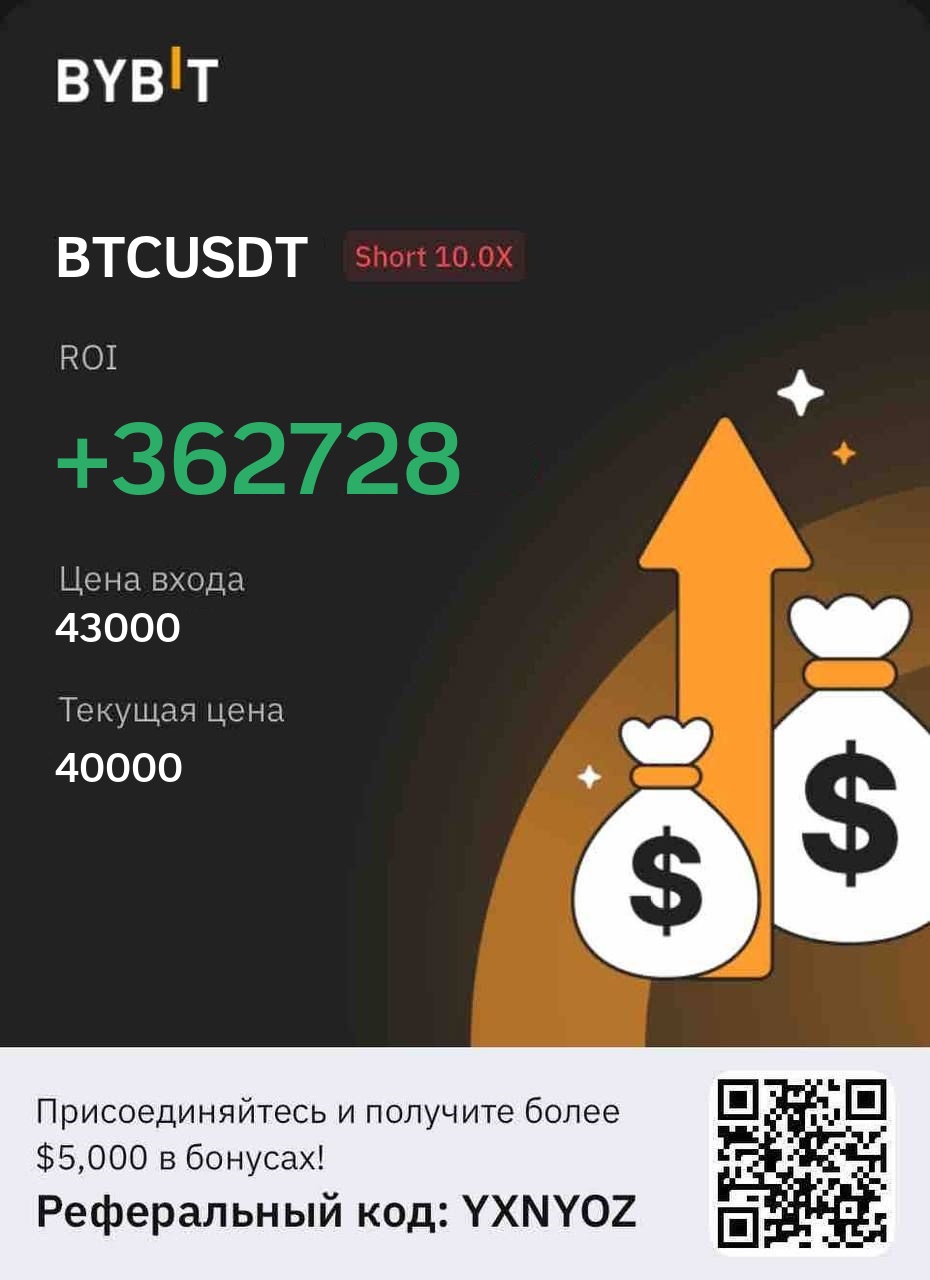 BYBIT
BTCUSDT Short 10.0X
ROI
+362728
Цена входа
43000
Текущая цена
40000
$
$
Присоединяйтесь и получите более
$5,000 в бонусах!
Реферальный код: YXNYOZ